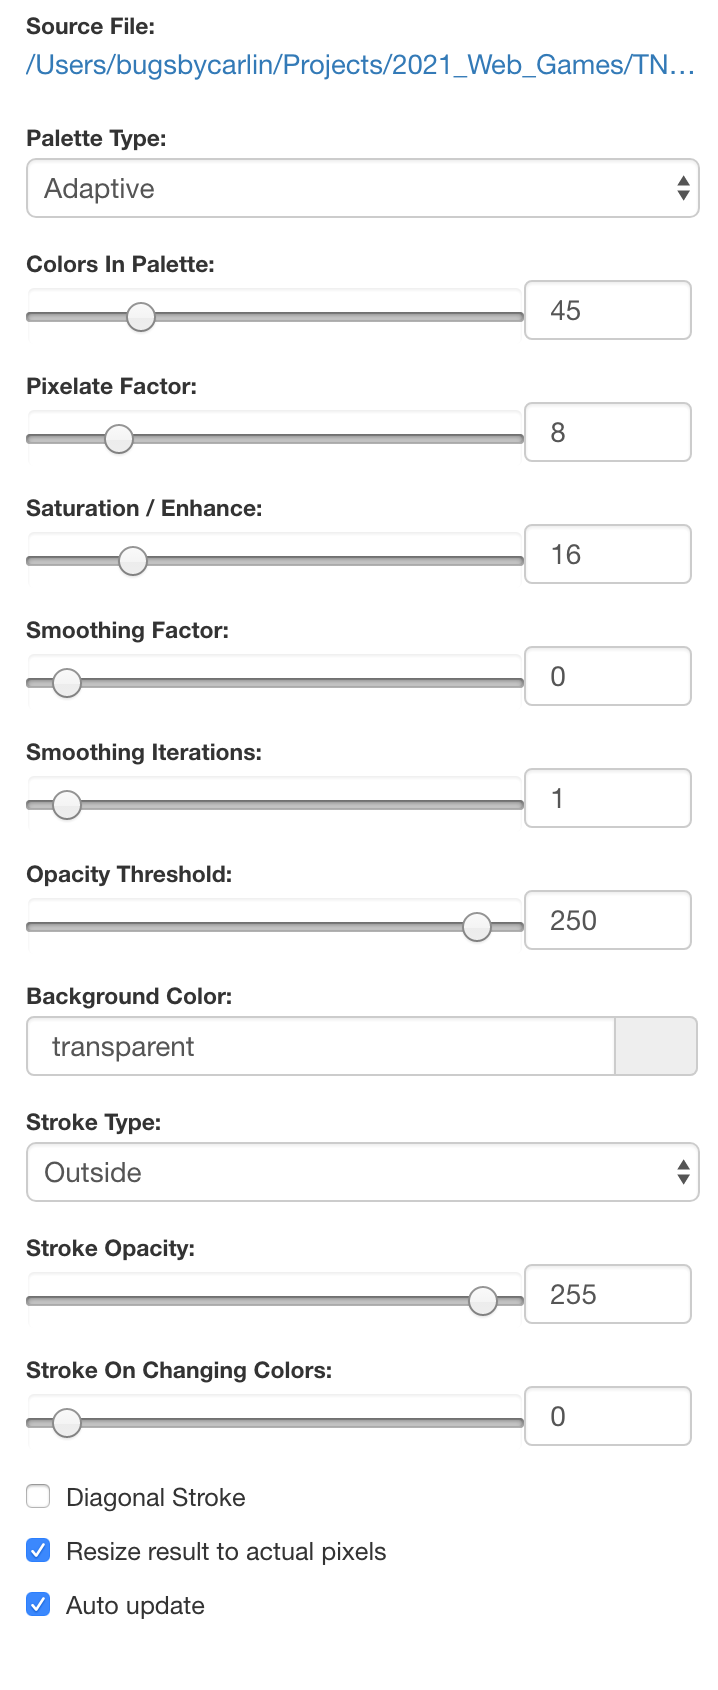 Source File:
/Users/bugsbycarlin/Projects/2021_Web_Games/TN...
Palette Type:
Adaptive
Colors In Palette:
45
Pixelate Factor:
8
Saturation / Enhance:
16
Smoothing Factor:
0
Smoothing Iterations:
1
Opacity Threshold:
250
Background Color:
transparent
Stroke Type:
Outside
Stroke Opacity:
255
Stroke On Changing Colors:
0
Diagonal Stroke
Resize result to actual pixels
Auto update